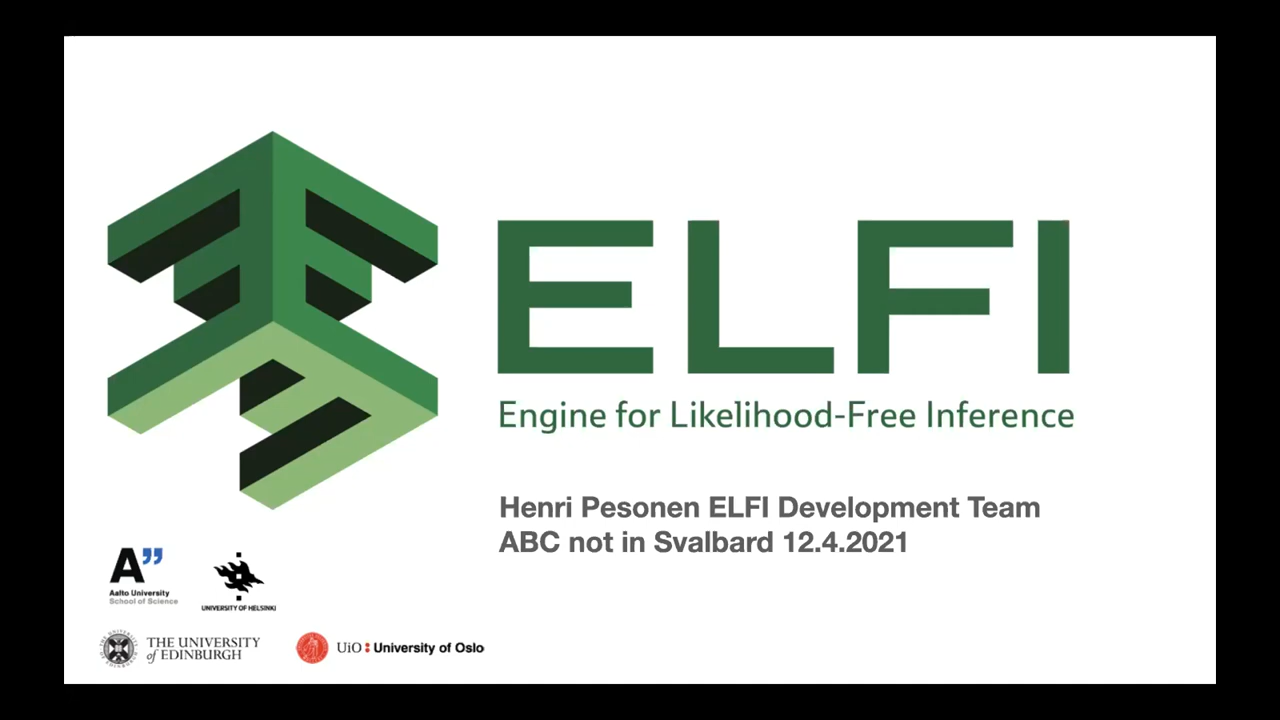 ELFI
Engine for Likelihood-Free Inference
Henri Pesonen ELFI Development Team
ABC not in Svalbard 12.4.2021
A”
Aalto University
School of Science
UNIVERSITY OF HELSINKI
THE UNIVERSITY
of EDINBURGH
UiO: University of Oslo